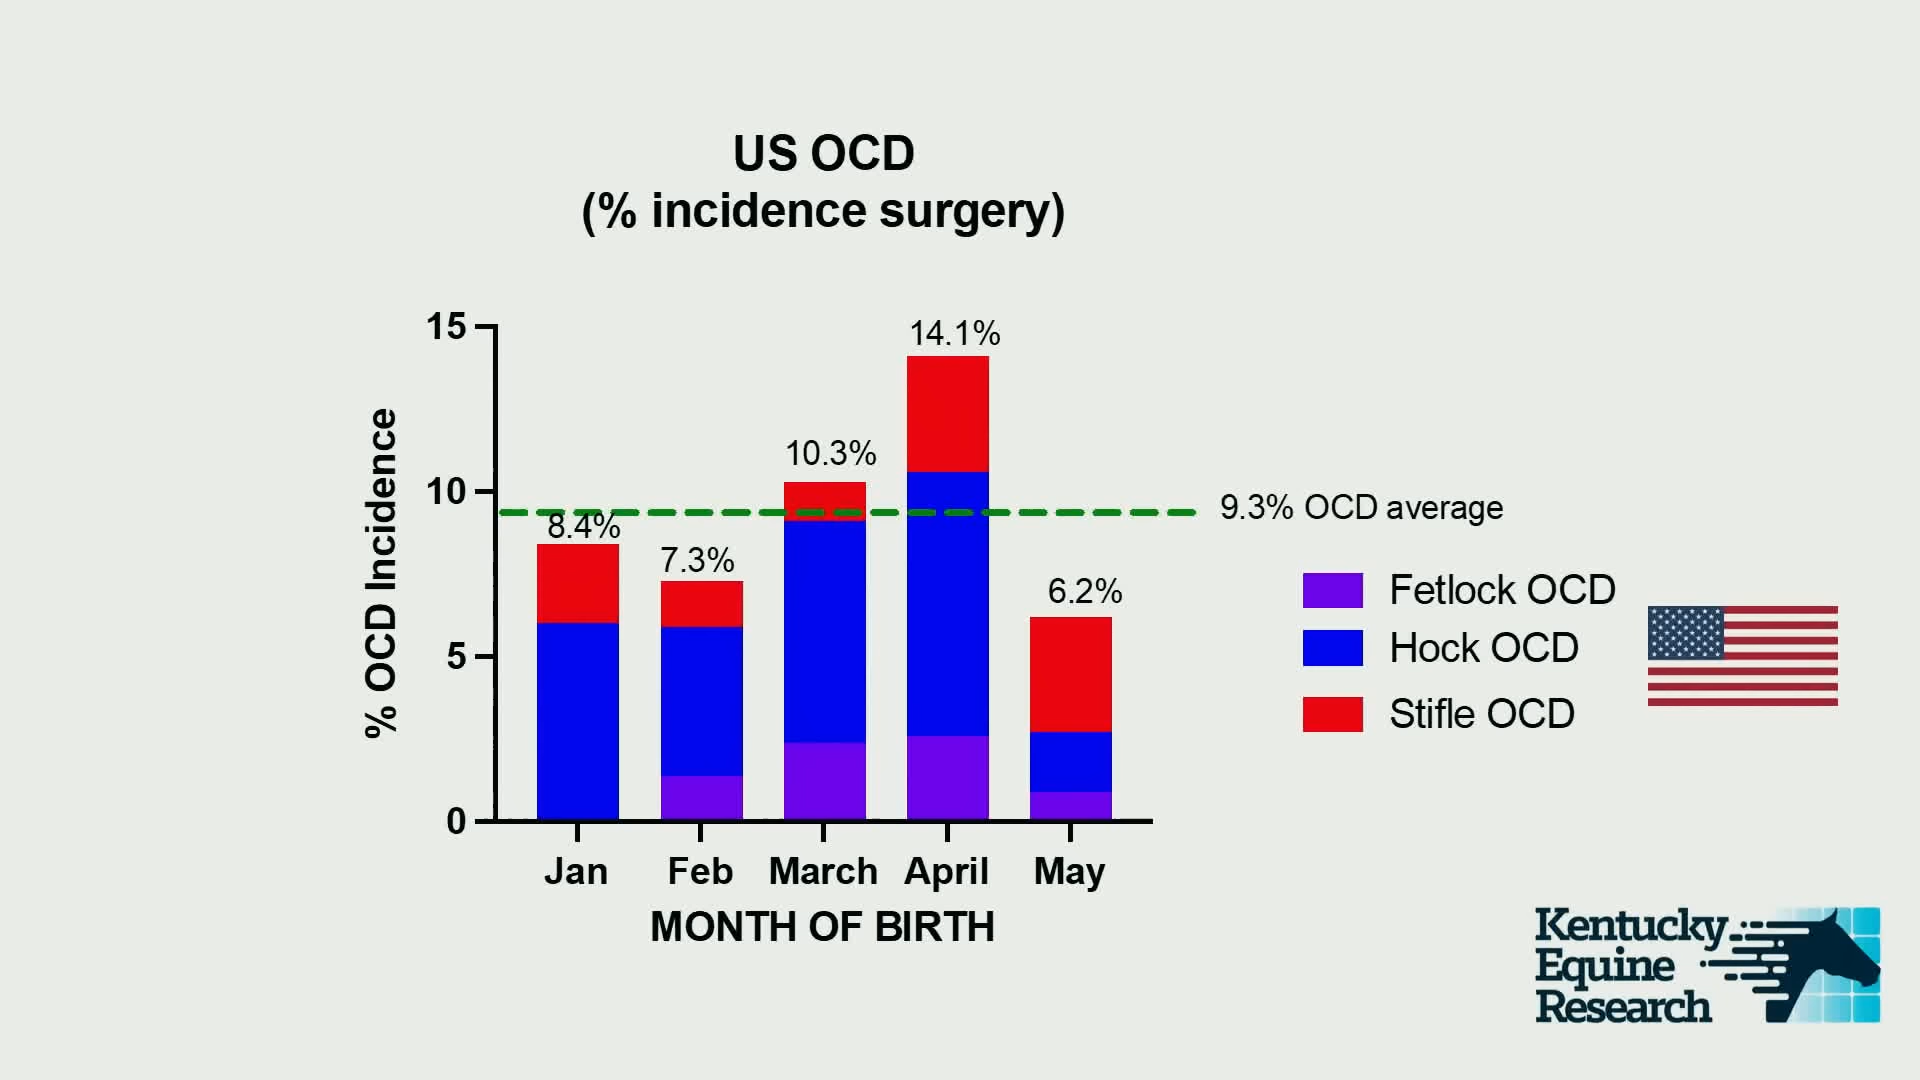 US OCD
(% incidence surgery)
% OCD Incidence
15
10
5
0
8.4%
7.3%
10.3%
14.1%
6.2%
9.3% OCD average
Fetlock OCD
Hock OCD
Stifle OCD
Jan Feb March April May
MONTH OF BIRTH
Kentucky
Equine
Research